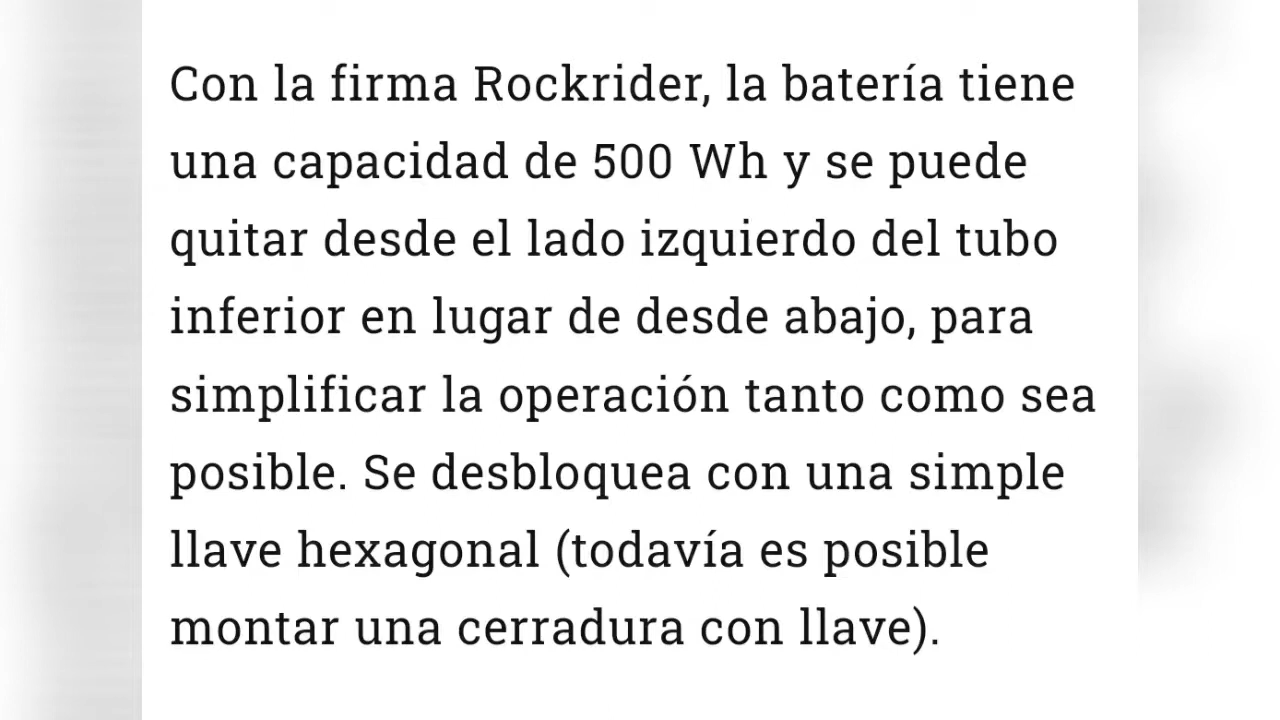 Con la firma Rockrider, la batería tiene
una capacidad de 500 Wh y se puede
quitar desde el lado izquierdo del tubo
inferior en lugar de desde abajo, para
simplificar la operación tanto como sea
posible. Se desbloquea con una simple
llave hexagonal (todavía es posible
montar una cerradura con llave).